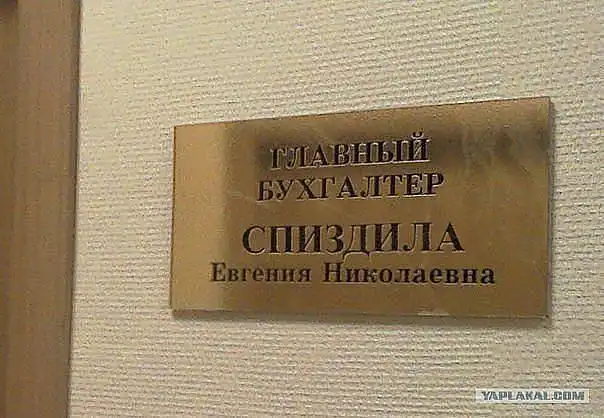 ГЛАВНЫЙ
БУХГАЛТЕР
СПИЗДИЛА
Евгения Николаевна
YAPLAKAL.COM